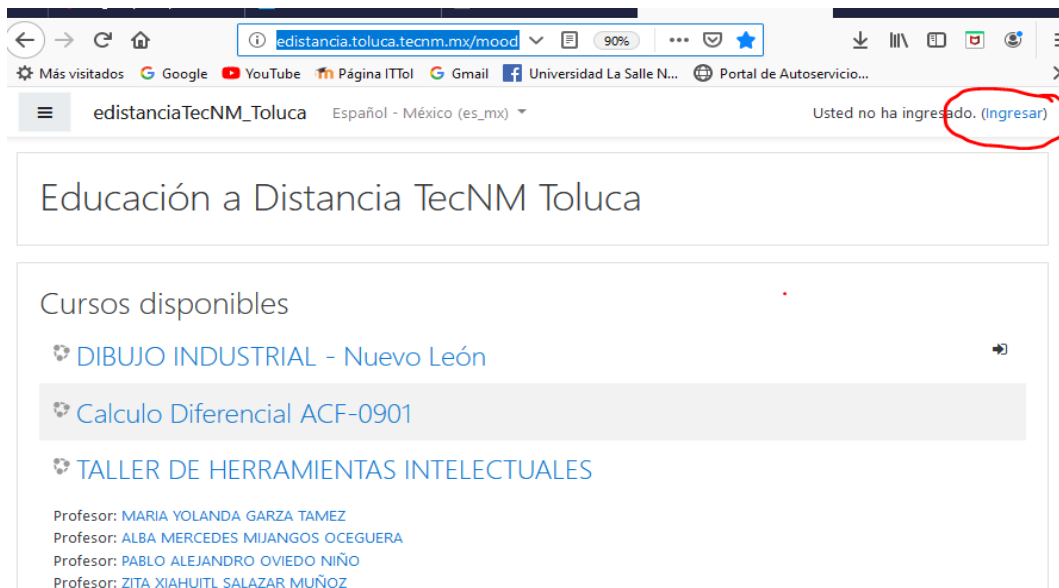 edistancia.toluca.tecnm.mx/mood 90%
Más visitados Google YouTube Página ITTol Gmail Universidad La Salle N... Portal de Autoservicio...
edistanciaTecNM_Toluca Español - México (es_mx) Usted no ha ingresado. (Ingresar)
Educación a Distancia TecNM Toluca
Cursos disponibles
DIBUJO INDUSTRIAL - Nuevo León
Calculo Diferencial ACF-0901
TALLER DE HERRAMIENTAS INTELECTUALES
Profesor: MARIA YOLANDA GARZA TAMEZ
Profesor: ALBA MERCEDES MIJANGOS OCEGUERA
Profesor: PABLO ALEJANDRO OVIEDO NIÑO
Profesor: ZITA XIAHUITL SALAZAR MUÑOZ